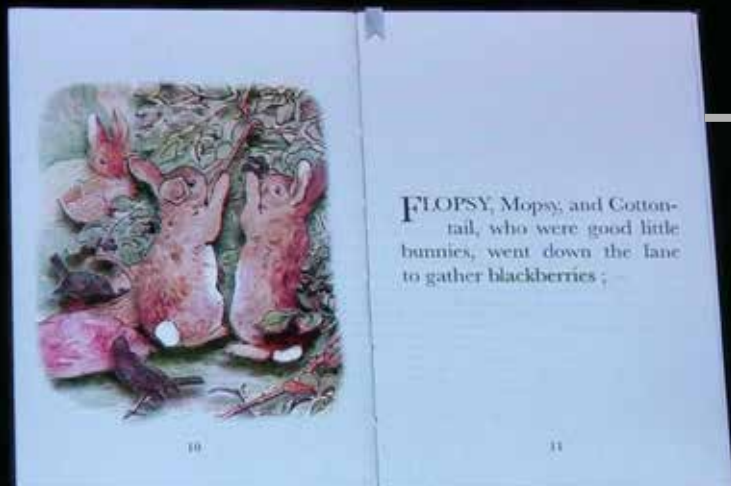 FLOPSY, Mopsy, and Cotton-
tail, who were good little
bunnies, went down the lane
to gather blackberries ;
10
11